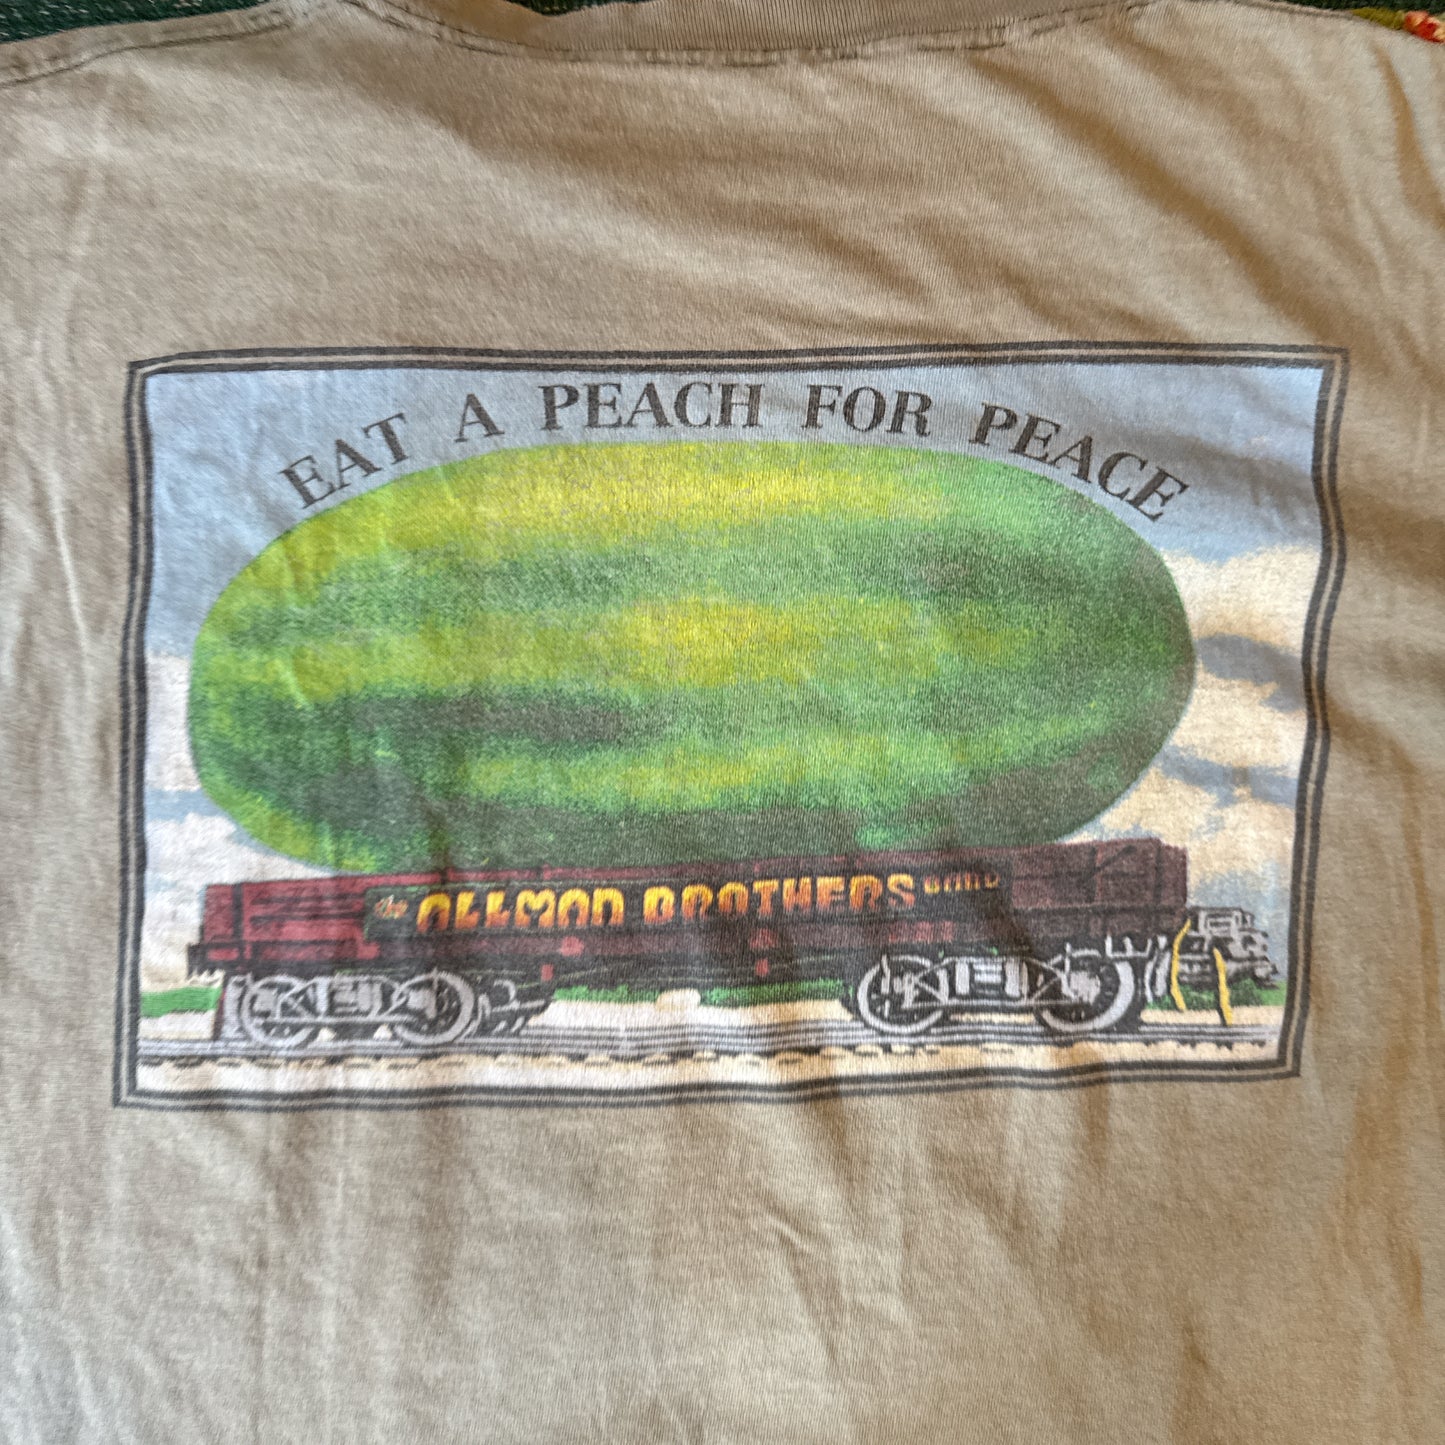 EAT A PEACH FOR PEACE
the ALLMAN BROTHERS BAND